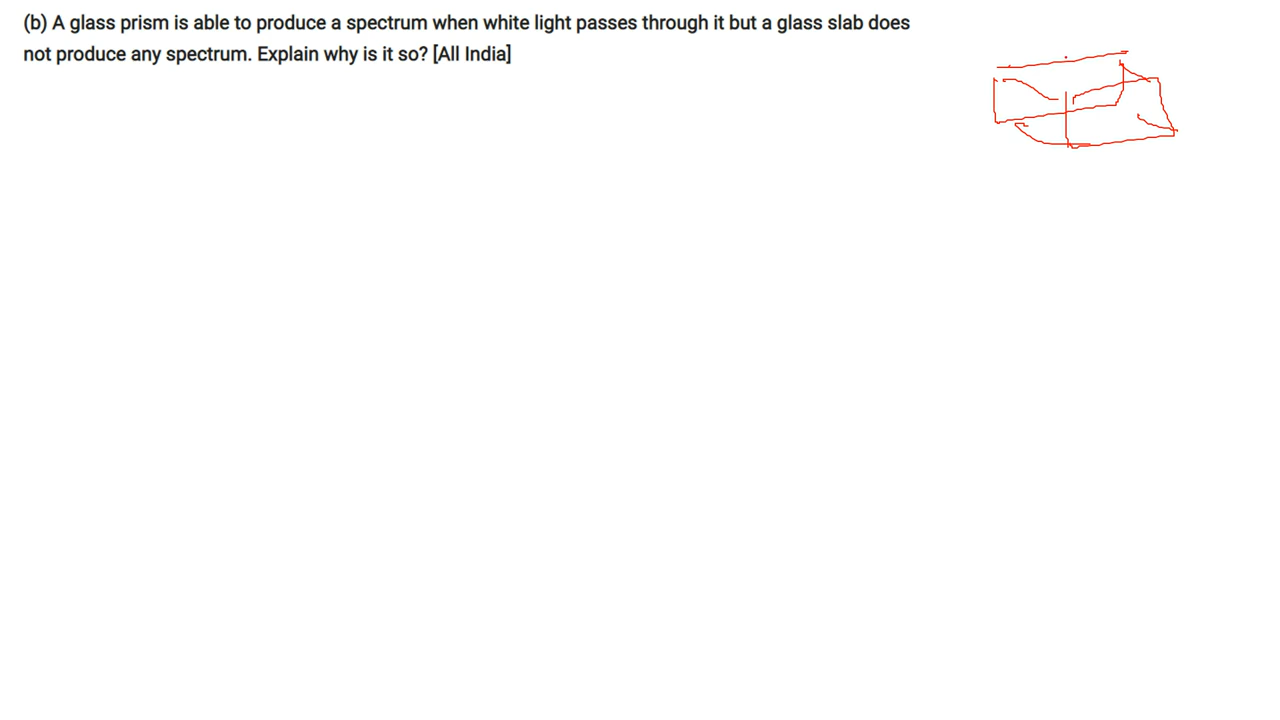 (b) A glass prism is able to produce a spectrum when white light passes through it but a glass slab does
not produce any spectrum. Explain why is it so? [All India]